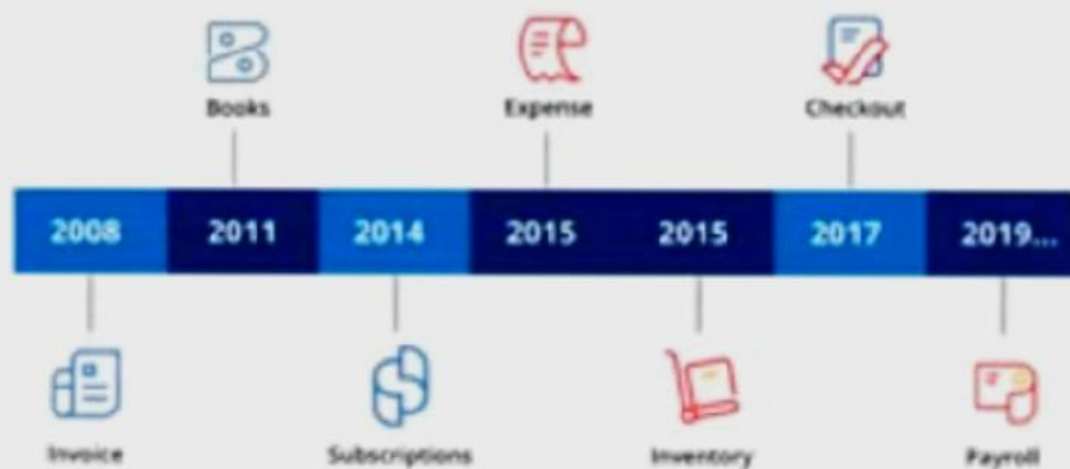 Books Expense Checkout
2008 2011 2014 2015 2015 2017 2019...
Invoice Subscriptions Inventory Payroll